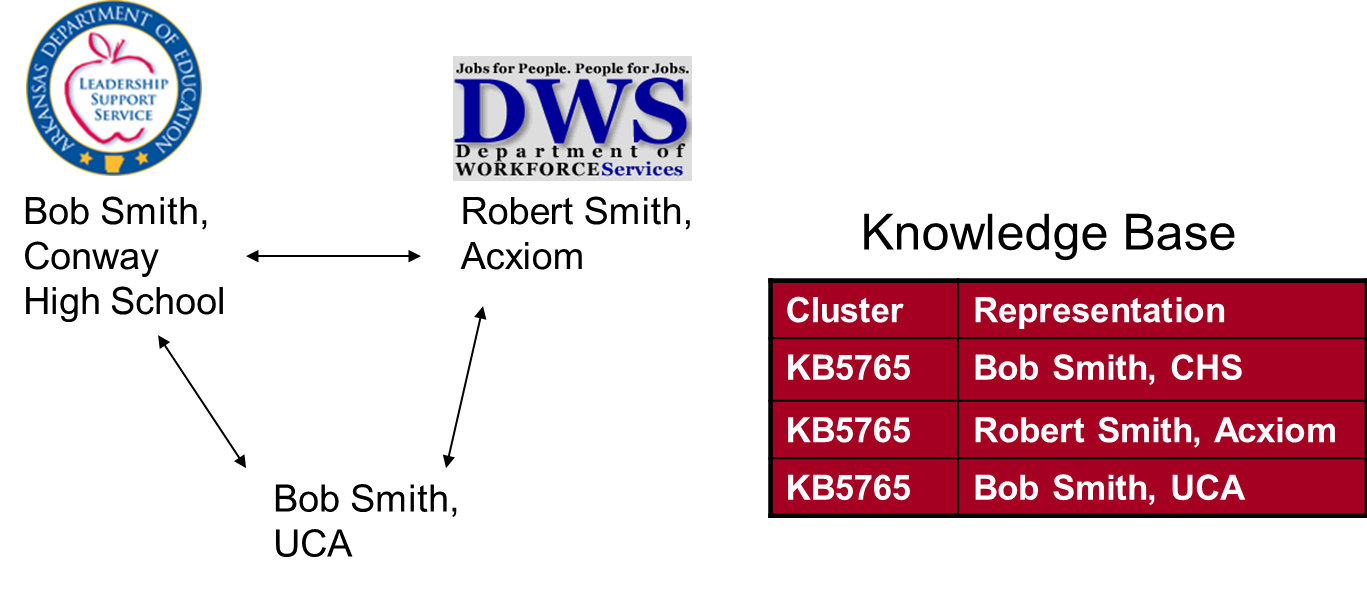 ARKANSAS DEPARTMENT OF EDUCATION
LEADERSHIP
SUPPORT
SERVICE
Jobs for People. People for Jobs.
DWS
Department of
WORKFORCEServices
Bob Smith,
Conway
High School
Robert Smith,
Acxiom
Bob Smith,
UCA
Knowledge Base
Cluster Representation
KB5765 Bob Smith, CHS
KB5765 Robert Smith, Acxiom
KB5765 Bob Smith, UCA